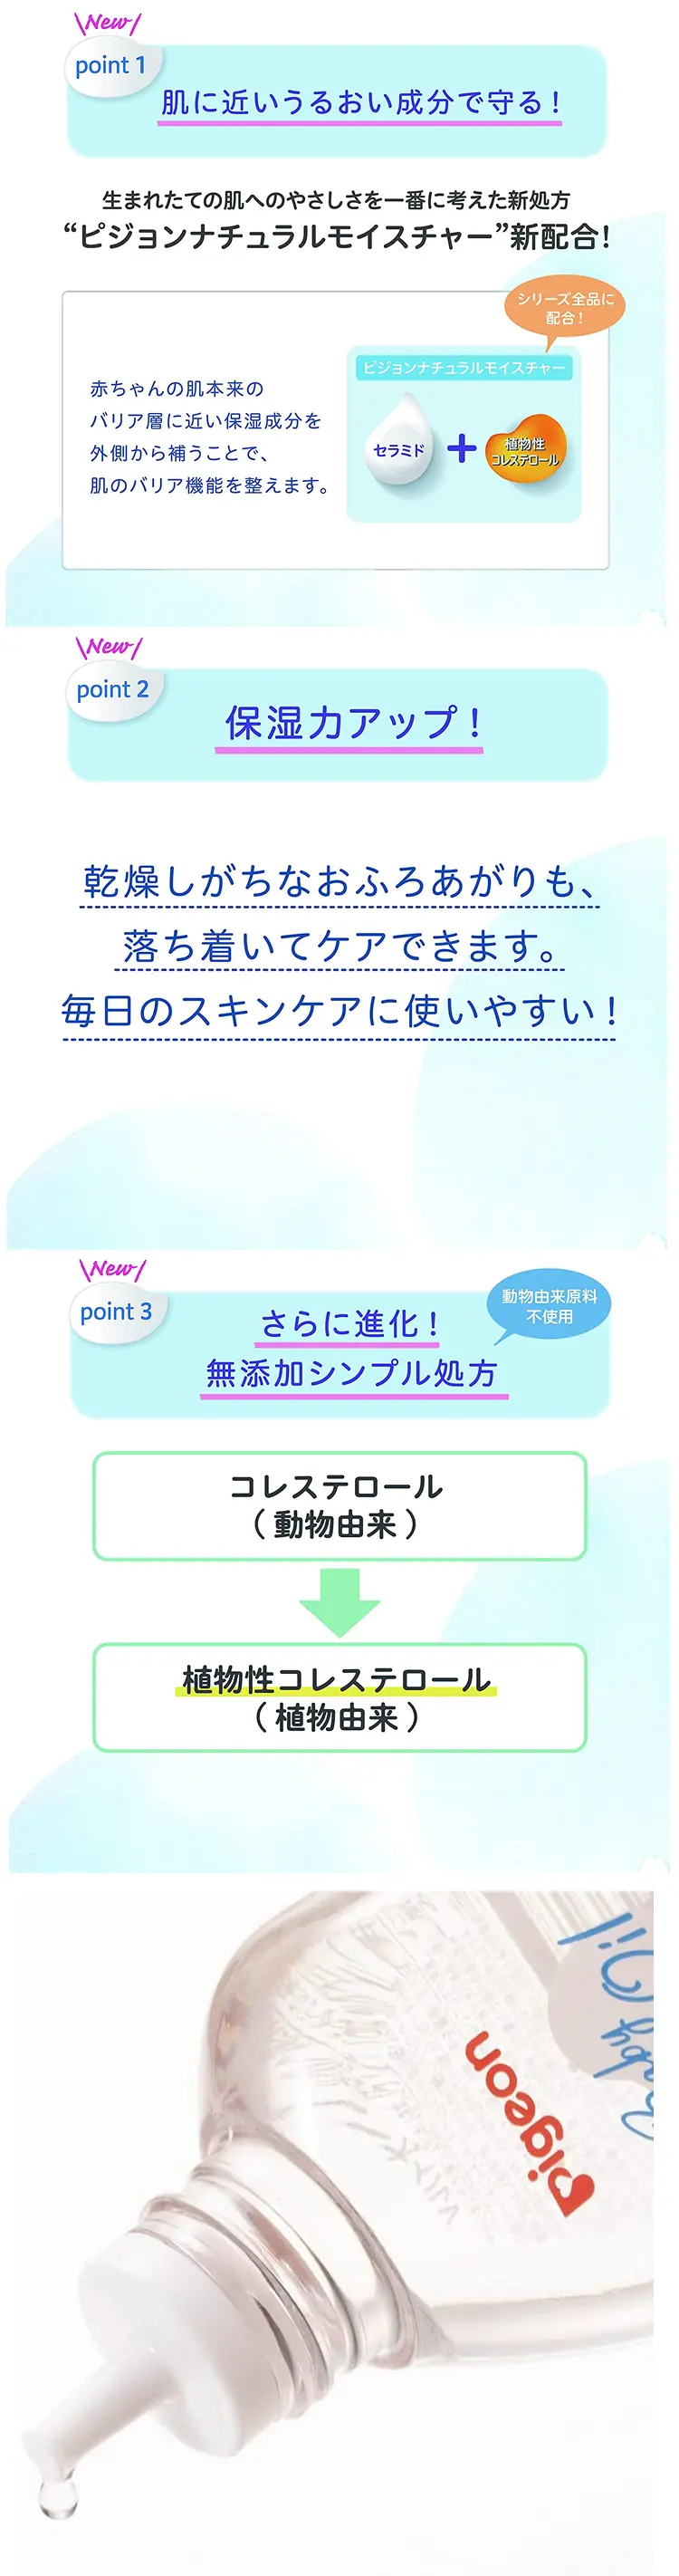 New
point 1
肌に近いうるおい成分で守る！
生まれたての肌へのやさしさを一番に考えた新処方
“ピジョンナチュラルモイスチャー”新配合！
シリーズ全品に
配合！
ピジョンナチュラルモイスチャー
赤ちゃんの肌本来の
バリア層に近い保湿成分を
外側から補うことで、
肌のバリア機能を整えます。
セラミド
+
植物性
コレステロール
New
point 2
保湿力アップ！
乾燥しがちなおふろあがりも、
落ち着いてケアできます。
毎日のスキンケアに使いやすい！
New
point 3
動物由来原料
不使用
さらに進化！
無添加シンプル処方
コレステロール
（動物由来）
植物性コレステロール
（植物由来）
Oil
pigeon